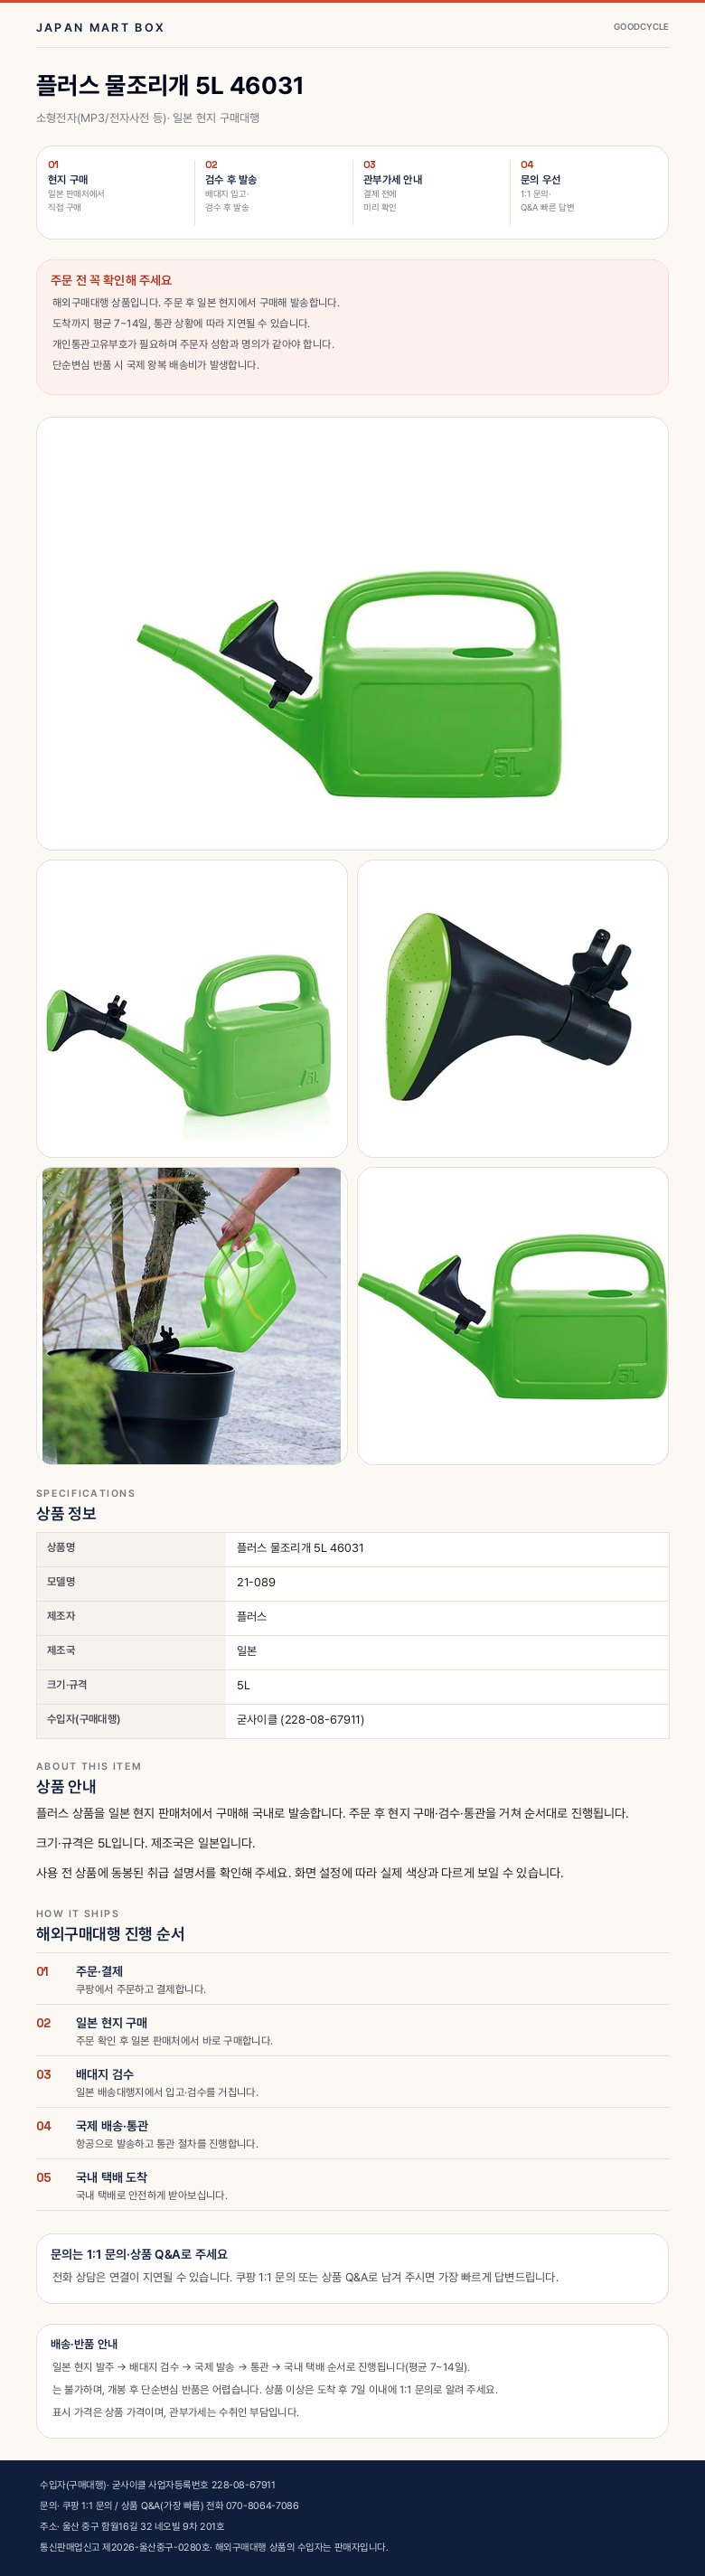 JAPAN MART BOX
GOODCYCLE
플러스 물조리개 5L 46031
소형전자(MP3/전자사전 등)· 일본 현지 구매대행
01
현지 구매
일본 판매처에서
직접 구매
02
검수 후 발송
배대지 입고·
검수 후 발송
03
관부가세 안내
결제 전에
미리 확인
04
문의 우선
1:1 문의·
Q&A 빠른 답변
주문 전 꼭 확인해 주세요
해외구매대행 상품입니다. 주문 후 일본 현지에서 구매해 발송합니다.
도착까지 평균 7~14일, 통관 상황에 따라 지연될 수 있습니다.
개인통관고유부호가 필요하며 주문자 성함과 명의가 같아야 합니다.
단순변심 반품 시 국제 왕복 배송비가 발생합니다.
5L
5L
5L
SPECIFICATIONS
상품 정보
상품명 플러스 물조리개 5L 46031
모델명 21-089
제조자 플러스
제조국 일본
크기·규격 5L
수입자(구매대행) 굳사이클 (228-08-67911)
ABOUT THIS ITEM
상품 안내
플러스 상품을 일본 현지 판매처에서 구매해 국내로 발송합니다. 주문 후 현지 구매·검수·통관을 거쳐 순서대로 진행됩니다.
크기·규격은 5L입니다. 제조국은 일본입니다.
사용 전 상품에 동봉된 취급 설명서를 확인해 주세요. 화면 설정에 따라 실제 색상과 다르게 보일 수 있습니다.
HOW IT SHIPS
해외구매대행 진행 순서
01 주문·결제
쿠팡에서 주문하고 결제합니다.
02 일본 현지 구매
주문 확인 후 일본 판매처에서 바로 구매합니다.
03 배대지 검수
일본 배송대행지에서 입고·검수를 거칩니다.
04 국제 배송·통관
항공으로 발송하고 통관 절차를 진행합니다.
05 국내 택배 도착
국내 택배로 안전하게 받아보십니다.
문의는 1:1 문의·상품 Q&A로 주세요
전화 상담은 연결이 지연될 수 있습니다. 쿠팡 1:1 문의 또는 상품 Q&A로 남겨 주시면 가장 빠르게 답변드립니다.
배송·반품 안내
일본 현지 발주 → 배대지 검수 → 국제 발송 → 통관 → 국내 택배 순서로 진행됩니다(평균 7~14일).
는 불가하며, 개봉 후 단순변심 반품은 어렵습니다. 상품 이상은 도착 후 7일 이내에 1:1 문의로 알려 주세요.
표시 가격은 상품 가격이며, 관부가세는 수취인 부담입니다.
수입자(구매대행)· 굳사이클 사업자등록번호 228-08-67911
문의· 쿠팡 1:1 문의 / 상품 Q&A(가장 빠름) 전화 070-8064-7086
주소· 울산 중구 함월16길 32 네오빌 9차 201호
통신판매업신고 제2026-울산중구-0280호· 해외구매대행 상품의 수입자는 판매자입니다.